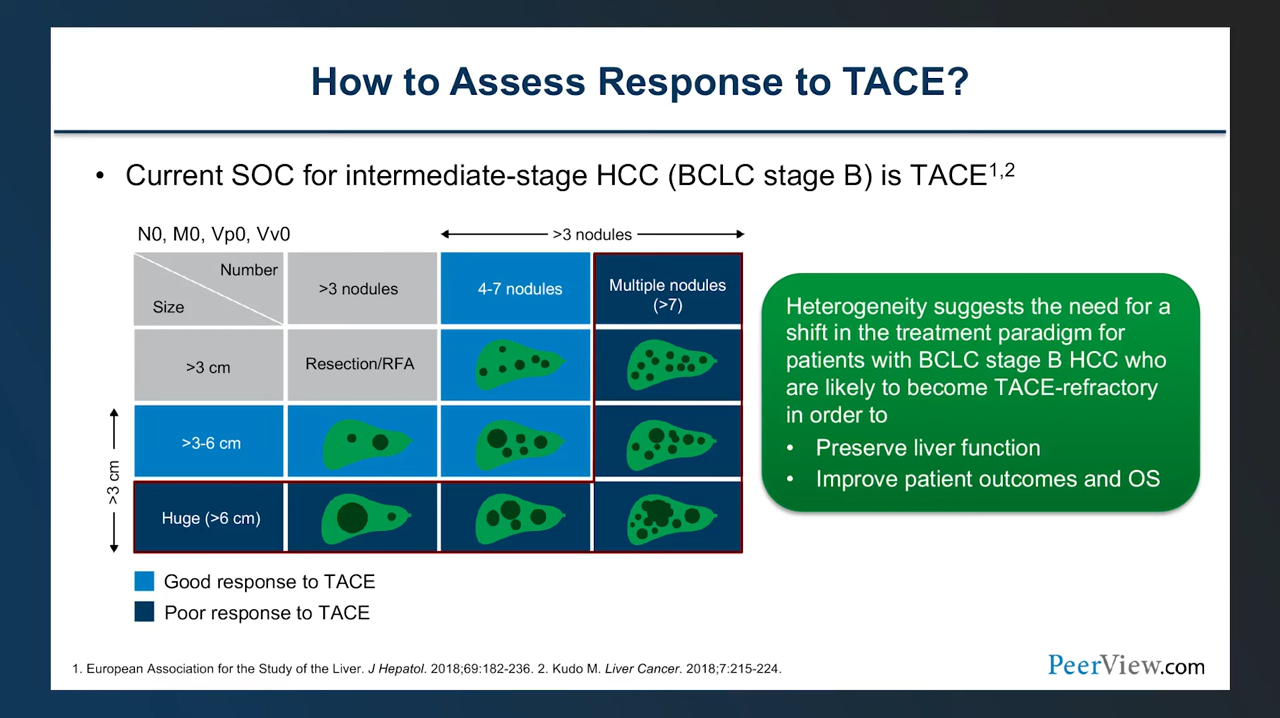 How to Assess Response to TACE?
• Current SOC for intermediate-stage HCC (BCLC stage B) is TACE1,2
N0, M0, Vp0, Vv0
>3 nodules
Number
Size
>3 nodules
4-7 nodules
Multiple nodules
(>7)
>3 cm
Resection/RFA
>3-6 cm
>3 cm
Huge (>6 cm)
Good response to TACE
Poor response to TACE
Heterogeneity suggests the need for a
shift in the treatment paradigm for
patients with BCLC stage B HCC who
are likely to become TACE-refractory
in order to
• Preserve liver function
• Improve patient outcomes and OS
1. European Association for the Study of the Liver. J Hepatol. 2018;69:182-236. 2. Kudo M. Liver Cancer. 2018;7:215-224.
PeerView.com